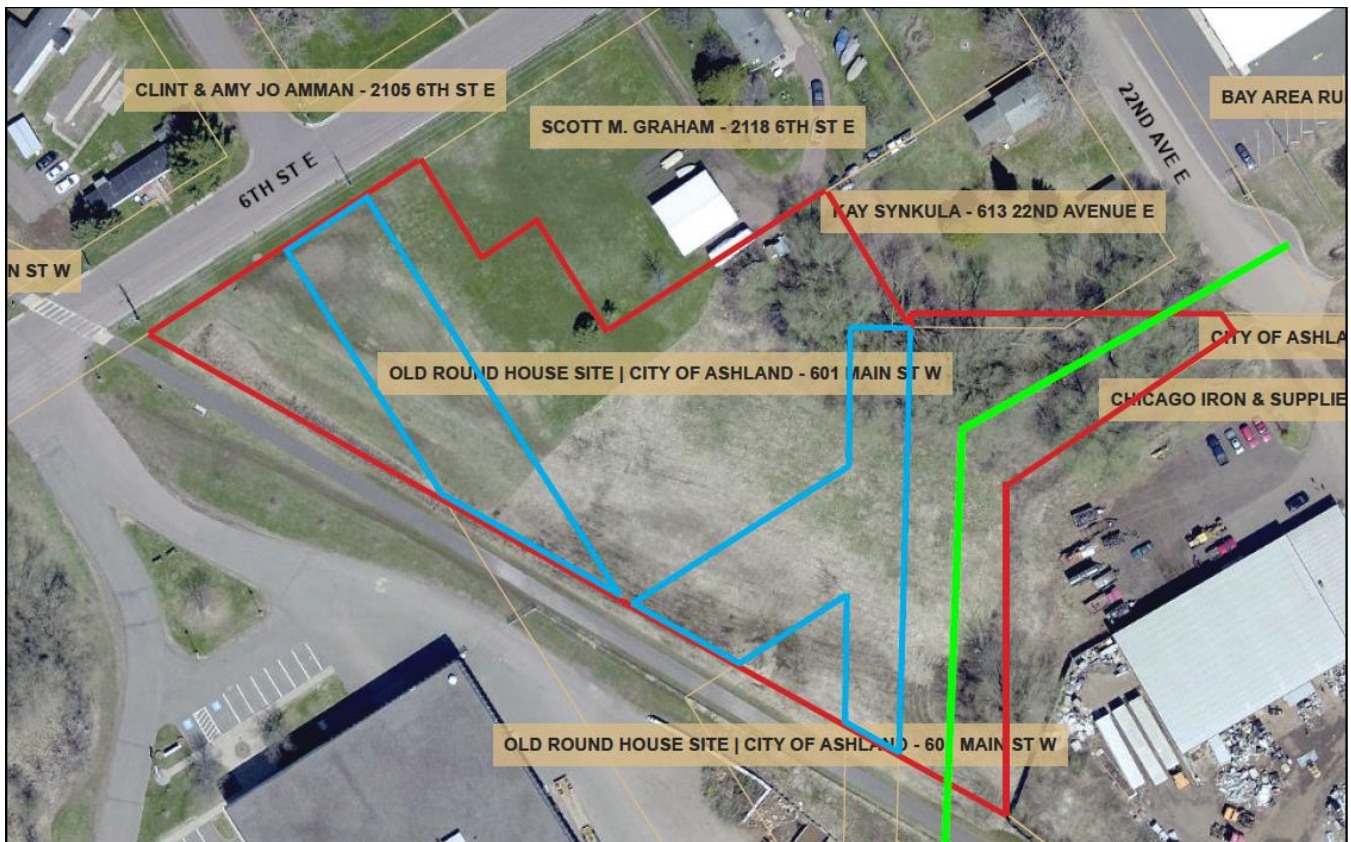 CLINT & AMY JO AMMAN - 2105 6TH ST E
BAY AREA RU
22ND AVE E
SCOTT M. GRAHAM - 2118 6TH ST E
6TH ST E
KAY SYNKULA - 613 22ND AVENUE E
N ST W
CITY OF ASHLA
OLD ROUND HOUSE SITE | CITY OF ASHLAND - 601 MAIN ST W
CHICAGO IRON & SUPPLIE
OLD ROUND HOUSE SITE | CITY OF ASHLAND - 601 MAIN ST W